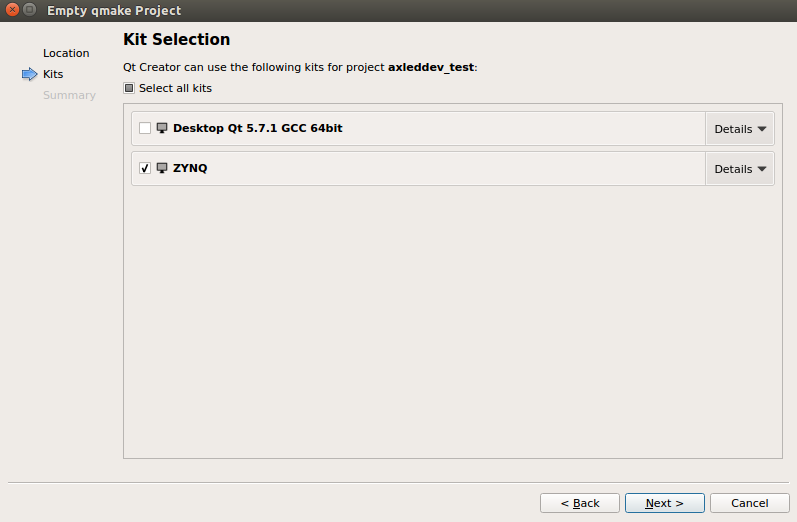 Empty qmake Project
Location
Kits
Summary
Kit Selection
Qt Creator can use the following kits for project axleddev_test:
Select all kits
Desktop Qt 5.7.1 GCC 64bit
Details
ZYNQ
Details
< Back
Next >
Cancel